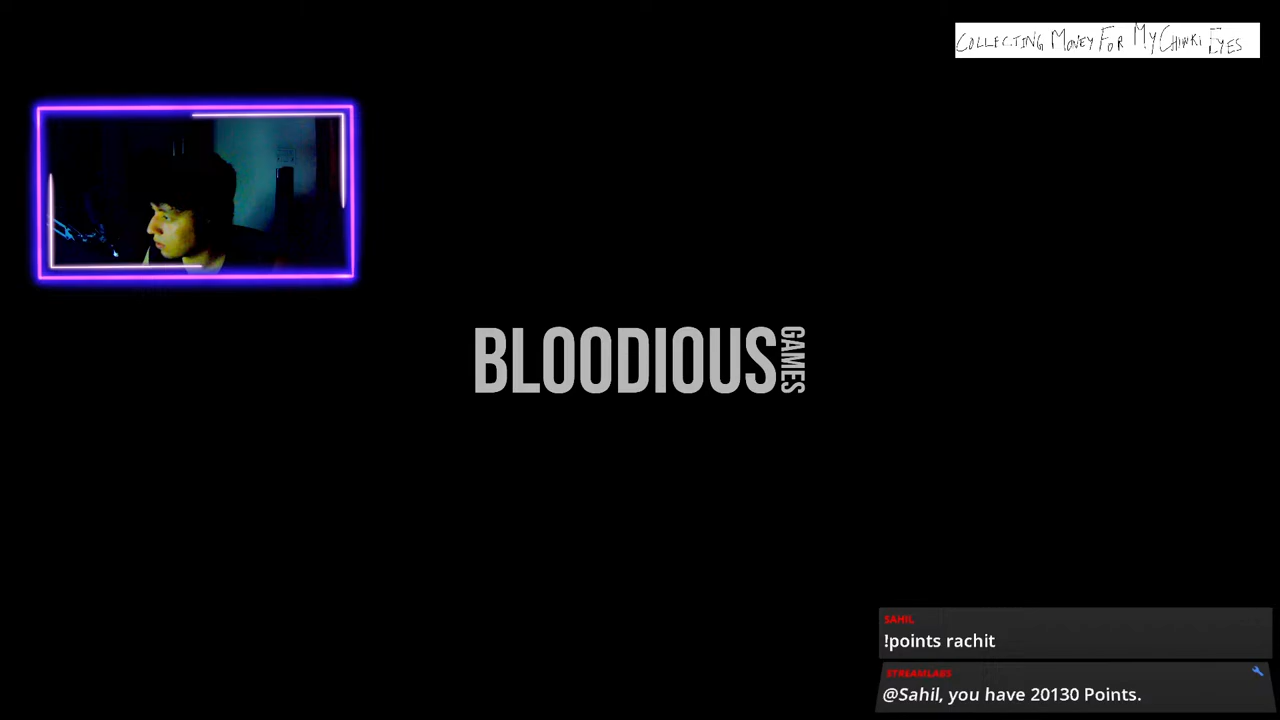 COLLECTING MONEY FOR MY CHINKI EYES
BLOODIOUS GAMES
SAHIL
!points rachit
STREAMLABS
@Sahil, you have 20130 Points.